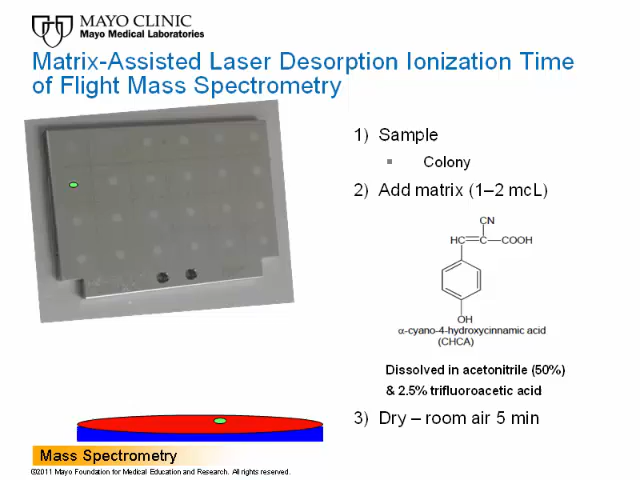 MAYO CLINIC
Mayo Medical Laboratories
Matrix-Assisted Laser Desorption Ionization Time
of Flight Mass Spectrometry
1) Sample
▪ Colony
2) Add matrix (1–2 mcL)
CN
HC=C—COOH
OH
α-cyano-4-hydroxycinnamic acid
(CHCA)
Dissolved in acetonitrile (50%)
& 2.5% trifluoroacetic acid
3) Dry – room air 5 min
Mass Spectrometry
©2011 Mayo Foundation for Medical Education and Research. All rights reserved.